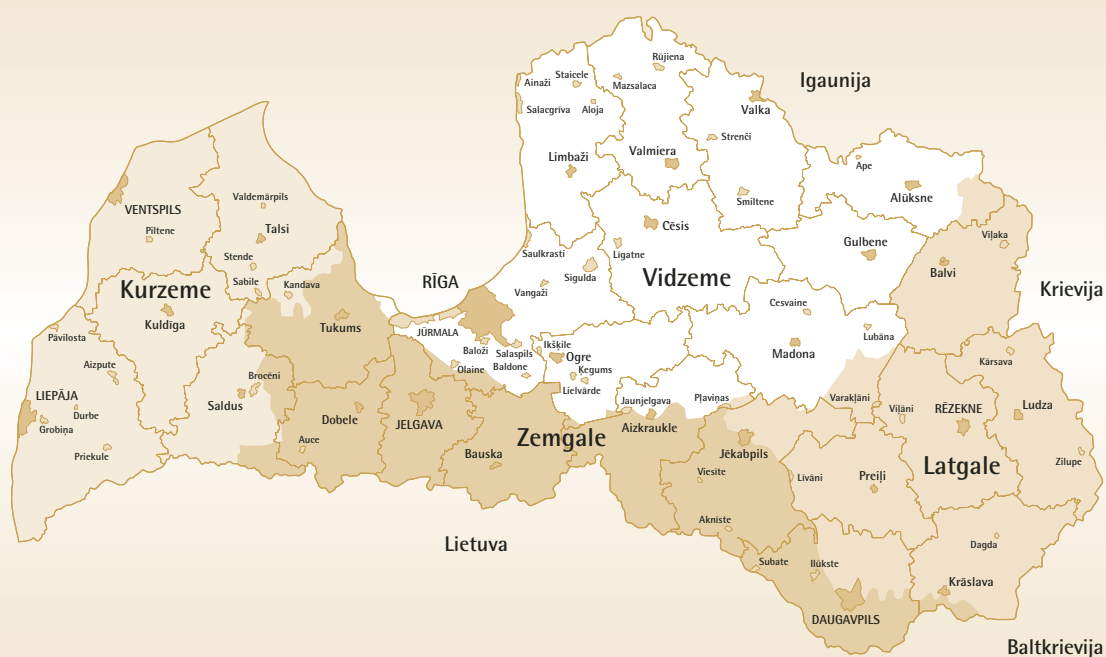 Rūjiena
Staicele
Ainaži
Mazsalaca
Igaunija
Salacgrīva
Aloja
Valka
Strenči
Limbaži
Valmiera
Ape
Alūksne
Valdemārpils
Smiltene
VENTSPILS
Piltene
Talsi
Cēsis
Viļaka
Stende
Saulkrasti
Ligatne
Gulbene
Balvi
Sabile
Kandava
RĪGA
Sigulda
Vidzeme
Kurzeme
Vangaži
Krievija
Kuldīga
Tukums
Cesvaine
Pāvilosta
JŪRMALA
Baloži
Ikšķile
Lubāna
Salaspils
Ogre
Madona
Kārsava
Aizpute
Olaine
Baldone
Ķegums
Brocēni
Lielvārde
LIEPĀJA
Saldus
Jaunjelgava
Pļaviņas
Varakļāni
Durbe
Dobele
JELGAVA
Viļāni
RĒZEKNE
Ludza
Grobiņa
Aizkraukle
Zemgale
Auce
Bauska
Jēkabpils
Priekule
Zilupe
Viesīte
Līvāni
Preiļi
Latgale
Aknīste
Lietuva
Dagda
Subate
Ilūkste
Krāslava
DAUGAVPILS
Baltkrievija